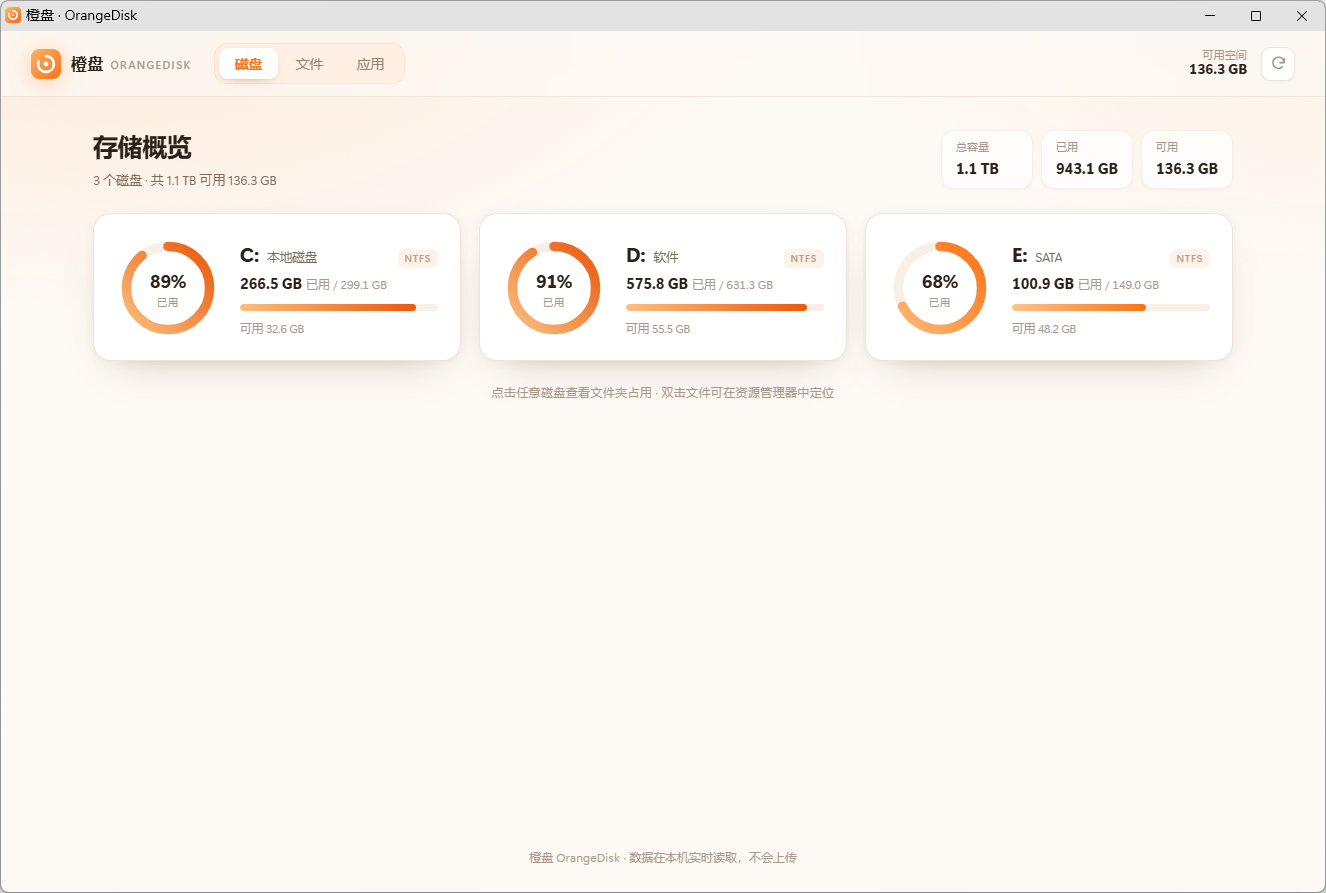 橙盘 · OrangeDisk
橙盘 ORANGEDISK
磁盘 文件 应用
可用空间
136.3 GB
存储概览
3 个磁盘 · 共 1.1 TB 可用 136.3 GB
总容量
1.1 TB
已用
943.1 GB
可用
136.3 GB
89%
已用
C: 本地磁盘 NTFS
266.5 GB 已用 / 299.1 GB
可用 32.6 GB
91%
已用
D: 软件 NTFS
575.8 GB 已用 / 631.3 GB
可用 55.5 GB
68%
已用
E: SATA NTFS
100.9 GB 已用 / 149.0 GB
可用 48.2 GB
点击任意磁盘查看文件夹占用 · 双击文件可在资源管理器中定位
橙盘 OrangeDisk · 数据在本机实时读取，不会上传